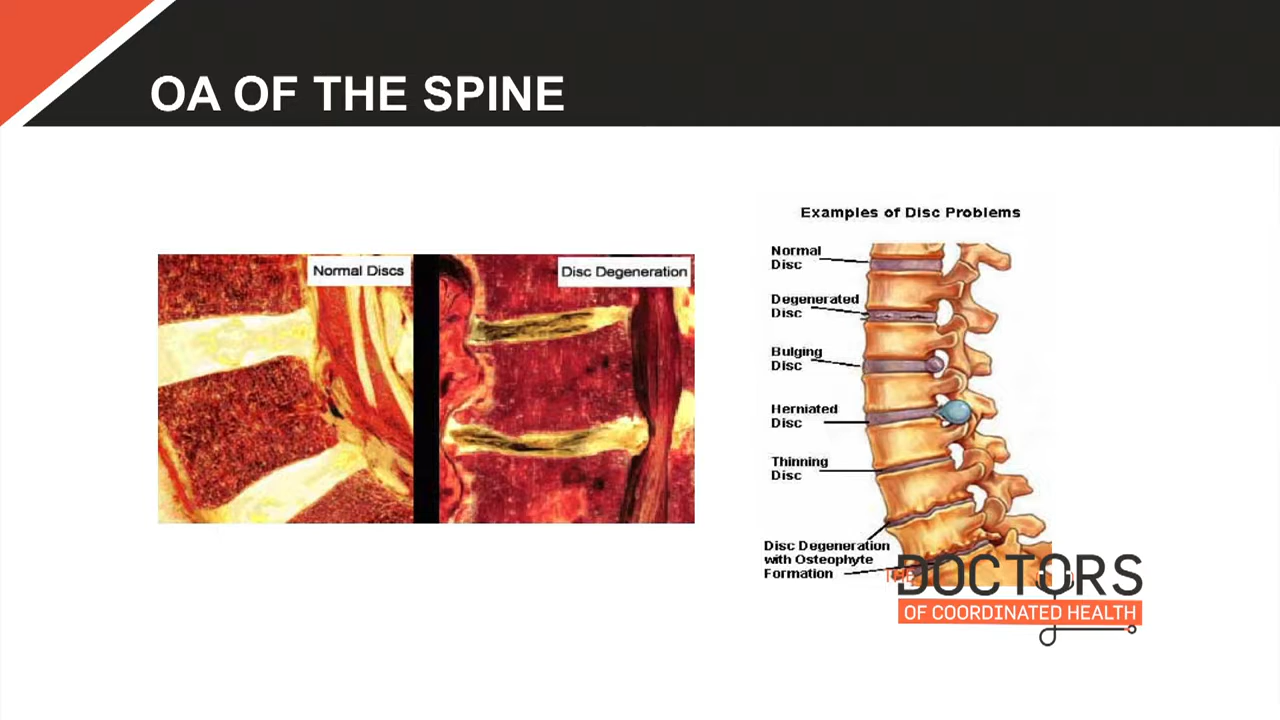 OA OF THE SPINE
Normal Discs
Disc Degeneration
Examples of Disc Problems
Normal
Disc
Degenerated
Disc
Bulging
Disc
Herniated
Disc
Thinning
Disc
Disc Degeneration
with Osteophyte
Formation
THE
DOCTORS
OF COORDINATED HEALTH